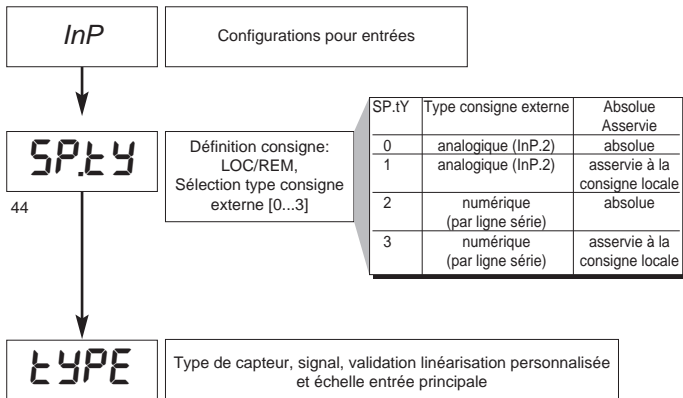 InP
Configurations pour entrées
SP.tY
44
Définition consigne:
LOC/REM,
Sélection type consigne
externe [0...3]
SP.tY Type consigne externe Absolue
Asservie
0 analogique (InP.2) absolue
1 analogique (InP.2) asservie à la
consigne locale
2 numérique absolue
(par ligne série)
3 numérique asservie à la
(par ligne série) consigne locale
tYPE
Type de capteur, signal, validation linéarisation personnalisée
et échelle entrée principale